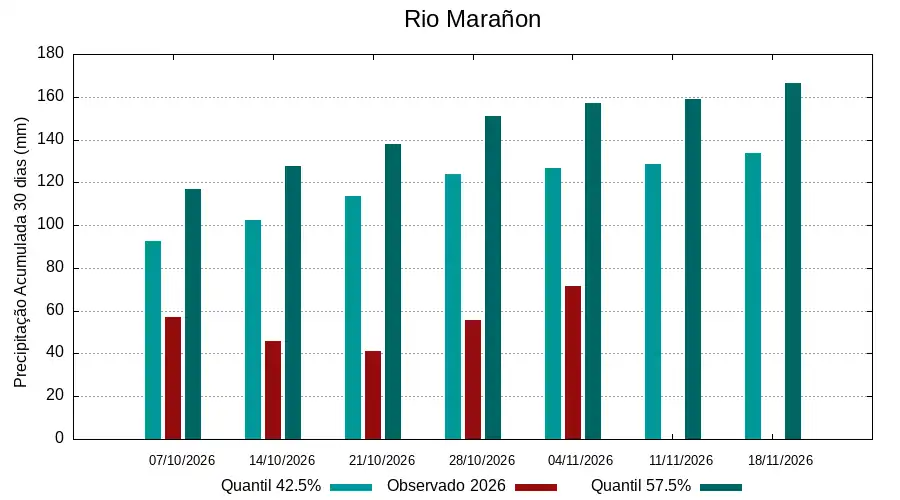 Rio Marañon
Precipitação Acumulada 30 dias (mm)
180
160
140
120
100
80
60
40
20
0
07/10/2026 14/10/2026 21/10/2026 28/10/2026 04/11/2026 11/11/2026 18/11/2026
Quantil 42.5% Observado 2026 Quantil 57.5%